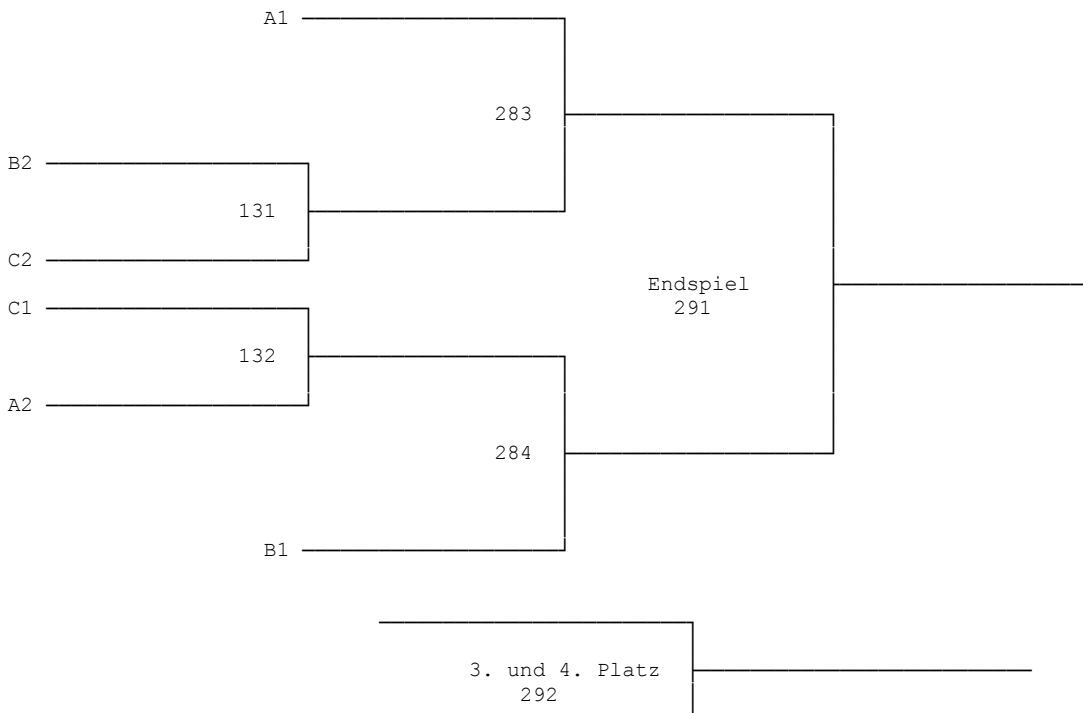 A1
283
B2
131
C2
Endspiel
291
C1
132
A2
284
B1
3. und 4. Platz
292